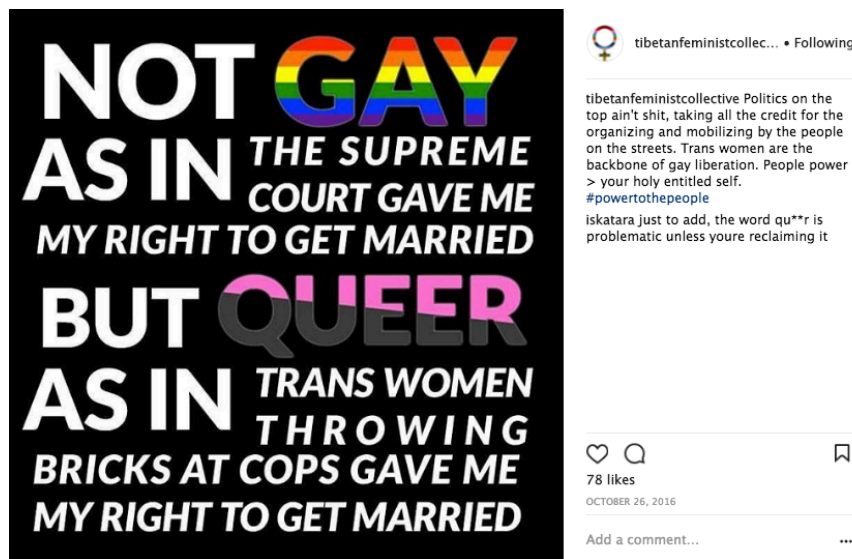 NOT GAY
AS IN THE SUPREME
COURT GAVE ME
MY RIGHT TO GET MARRIED
BUT QUEER
AS IN TRANS WOMEN
THROWING
BRICKS AT COPS GAVE ME
MY RIGHT TO GET MARRIED
tibetanfeministcollec... • Following
tibetanfeministcollective Politics on the
top ain't shit, taking all the credit for the
organizing and mobilizing by the people
on the streets. Trans women are the
backbone of gay liberation. People power
> your holy entitled self.
#powertothepeople
iskatara just to add, the word qu**r is
problematic unless youre reclaiming it
78 likes
OCTOBER 26, 2016
Add a comment...